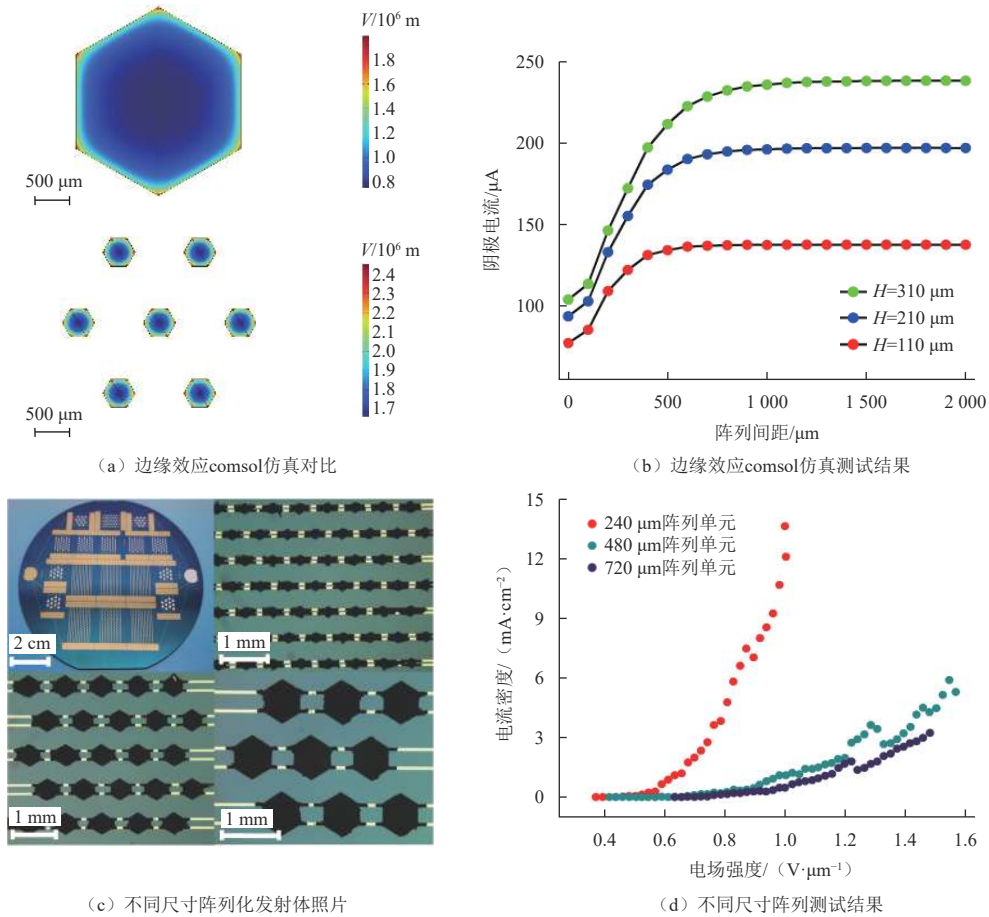 V/10⁶ m
1.8
1.6
1.4
1.2
1.0
0.8
500 μm
V/10⁶ m
2.4
2.3
2.2
2.1
2.0
1.9
1.8
1.7
500 μm
（a）边缘效应comsol仿真对比
250
200
150
100
阴极电流/μA
H=310 μm
H=210 μm
H=110 μm
0 500 1 000 1 500 2 000
阵列间距/μm
（b）边缘效应comsol仿真测试结果
2 cm
1 mm
1 mm
1 mm
（c）不同尺寸阵列化发射体照片
15
12
9
6
3
0
电流密度/（mA·cm⁻²）
240 μm阵列单元
480 μm阵列单元
720 μm阵列单元
0.4 0.6 0.8 1.0 1.2 1.4 1.6
电场强度/（V·μm⁻¹）
（d）不同尺寸阵列测试结果